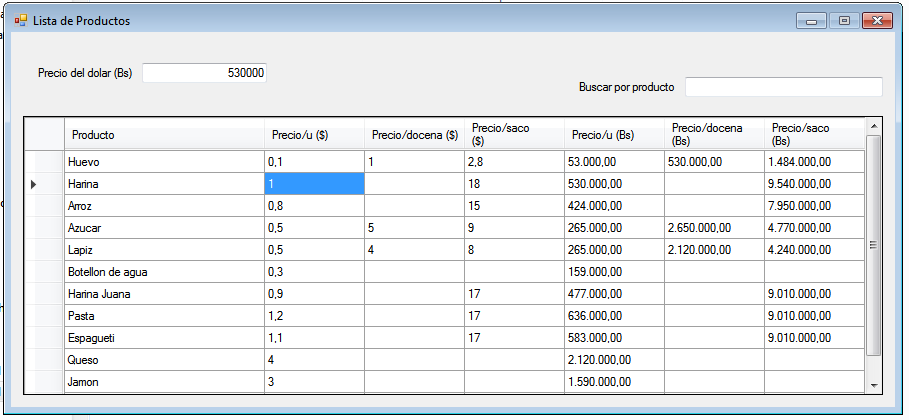 Lista de Productos
Precio del dolar (Bs) 530000
Buscar por producto
Producto Precio/u ($) Precio/docena ($) Precio/saco ($) Precio/u (Bs) Precio/docena (Bs) Precio/saco (Bs)
Huevo 0,1 1 2,8 53.000,00 530.000,00 1.484.000,00
Harina 1 18 530.000,00 9.540.000,00
Arroz 0,8 15 424.000,00 7.950.000,00
Azucar 0,5 5 9 265.000,00 2.650.000,00 4.770.000,00
Lapiz 0,5 4 8 265.000,00 2.120.000,00 4.240.000,00
Botellon de agua 0,3 159.000,00
Harina Juana 0,9 17 477.000,00 9.010.000,00
Pasta 1,2 17 636.000,00 9.010.000,00
Espagueti 1,1 17 583.000,00 9.010.000,00
Queso 4 2.120.000,00
Jamon 3 1.590.000,00